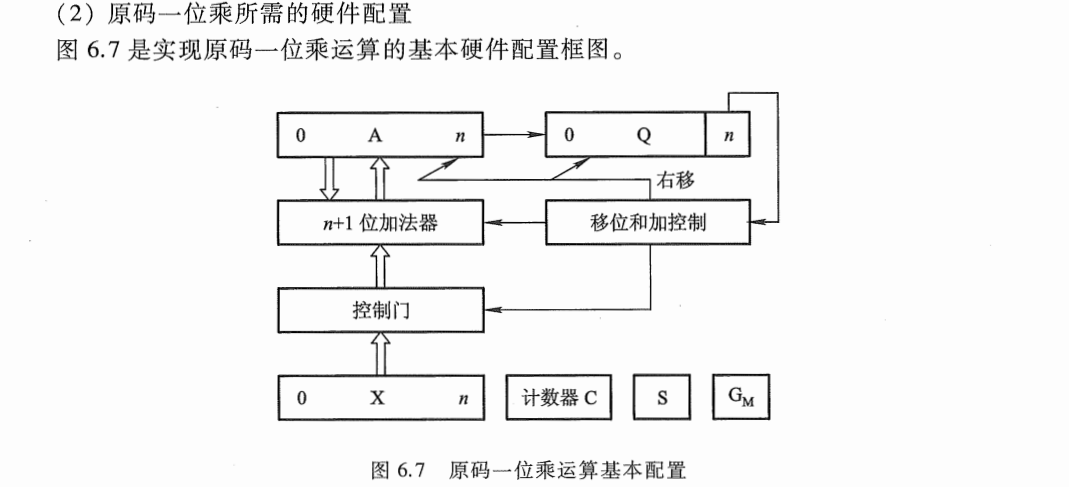 (2) 原码一位乘所需的硬件配置
图 6.7 是实现原码一位乘运算的基本硬件配置框图。
0 A n 0 Q n
右移
n+1 位加法器 移位和加控制
控制门
0 X n 计数器 C S GM
图 6.7 原码一位乘运算基本配置